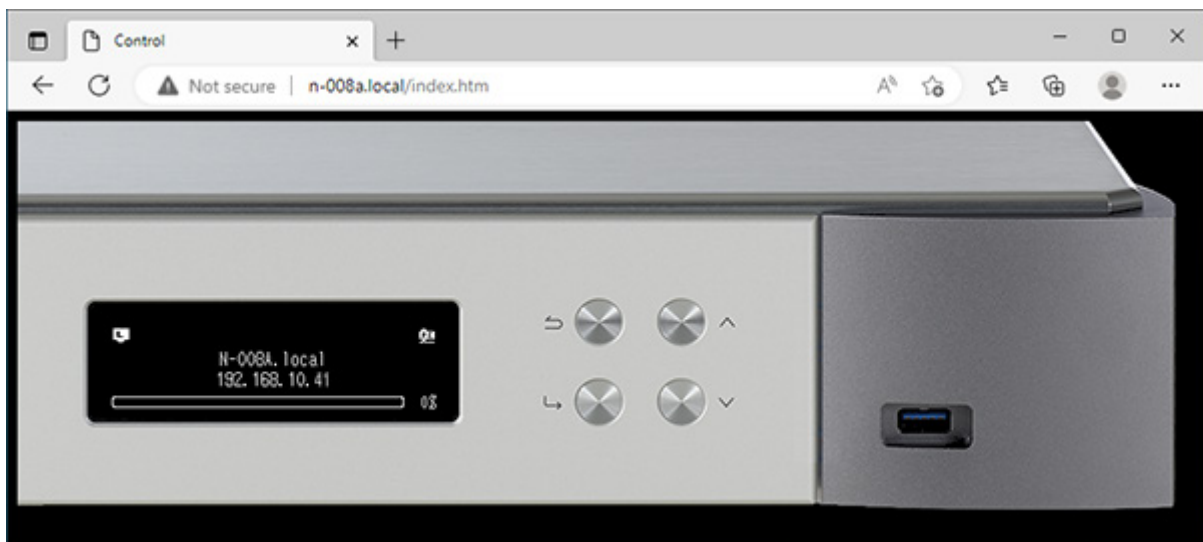 Control
Not secure | n-008a.local/index.htm
N-008A.local
192.168.10.41
0%